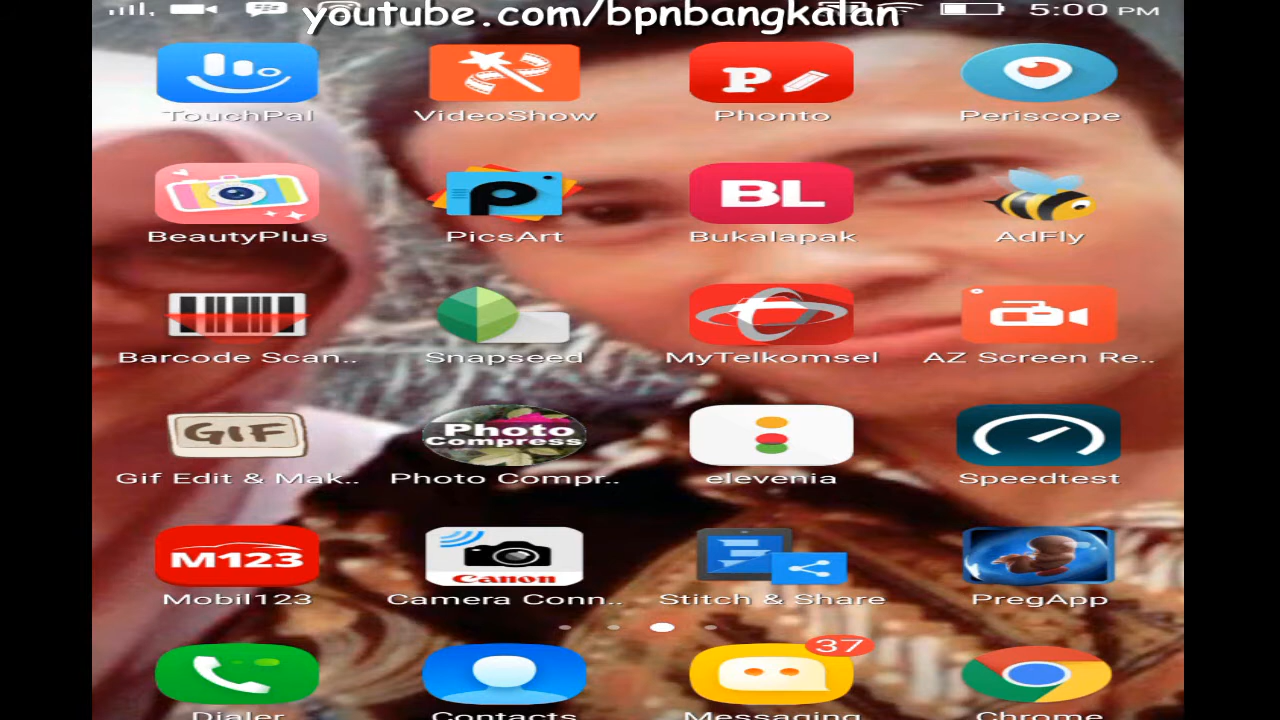 youtube.com/bpnbangkalan
5:00 PM
TouchPal VideoShow Phonto Periscope
BL
BeautyPlus PicsArt Bukalapak AdFly
Barcode Scan.. Snapseed MyTelkomsel AZ Screen Re..
GIF Photo Compress
Gif Edit & Mak.. Photo Compr.. elevenia Speedtest
M123 Canon
Mobil123 Camera Conn.. Stitch & Share PregApp
37
Dialer Contacts Messaging Chrome